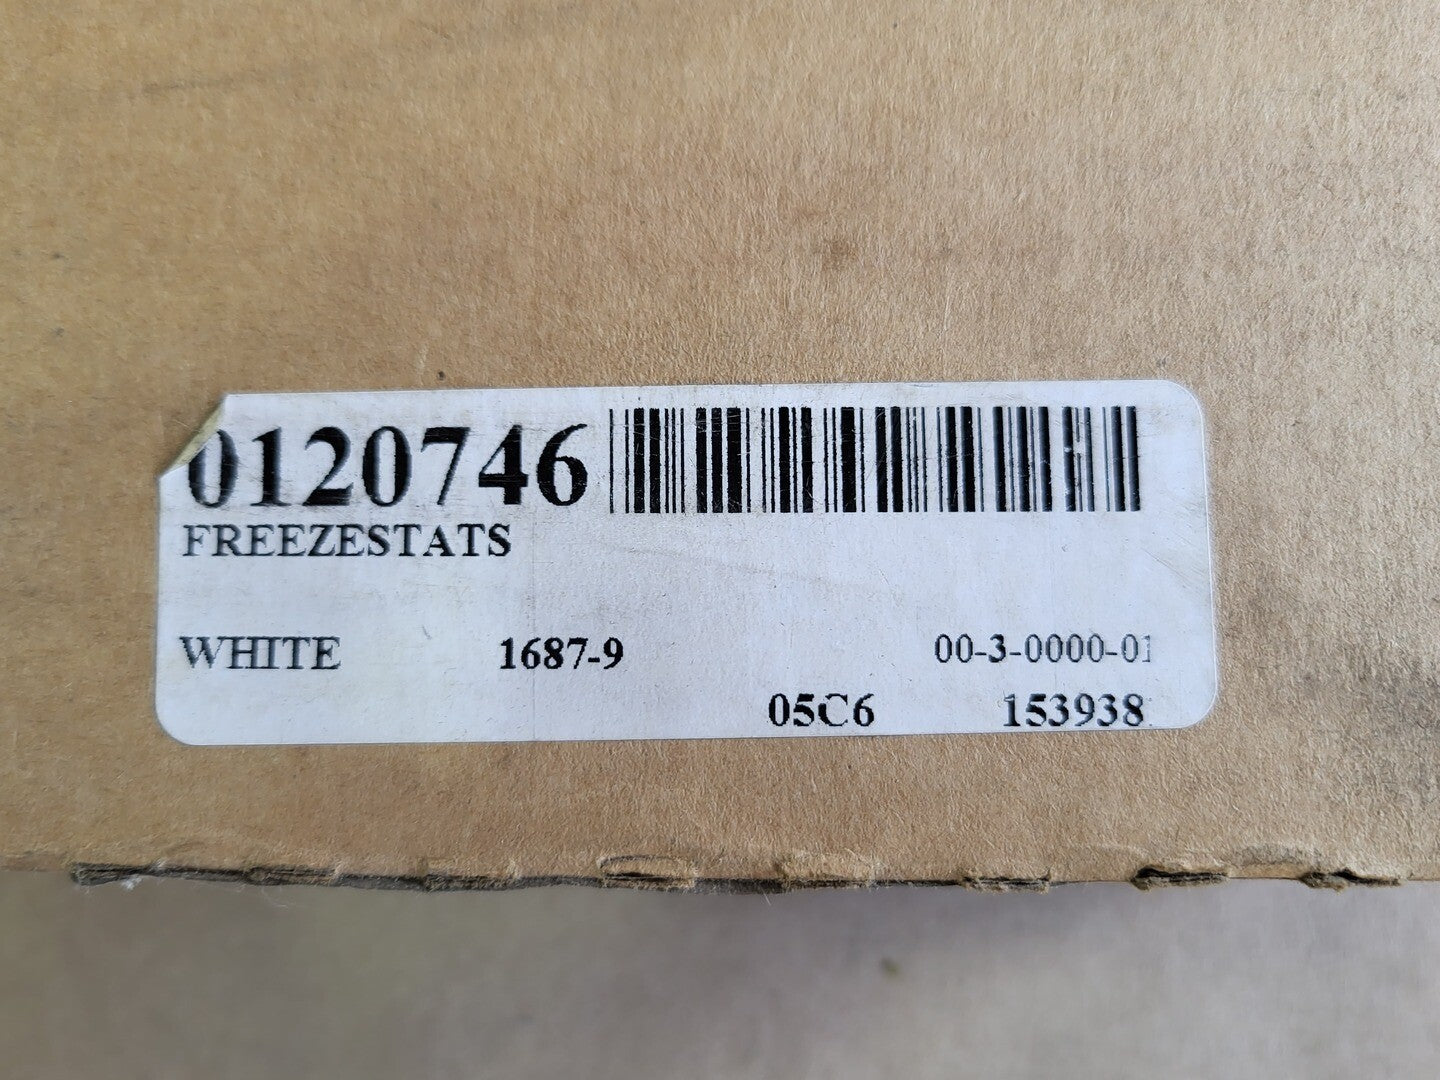 0120746
FREEZESTATS
WHITE 1687-9 00-3-0000-01
05C6 153938